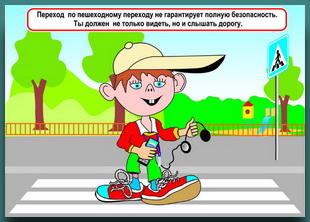 Переход по пешеходному переходу не гарантирует полную безопасность.
Ты должен не только видеть, но и слышать дорогу.